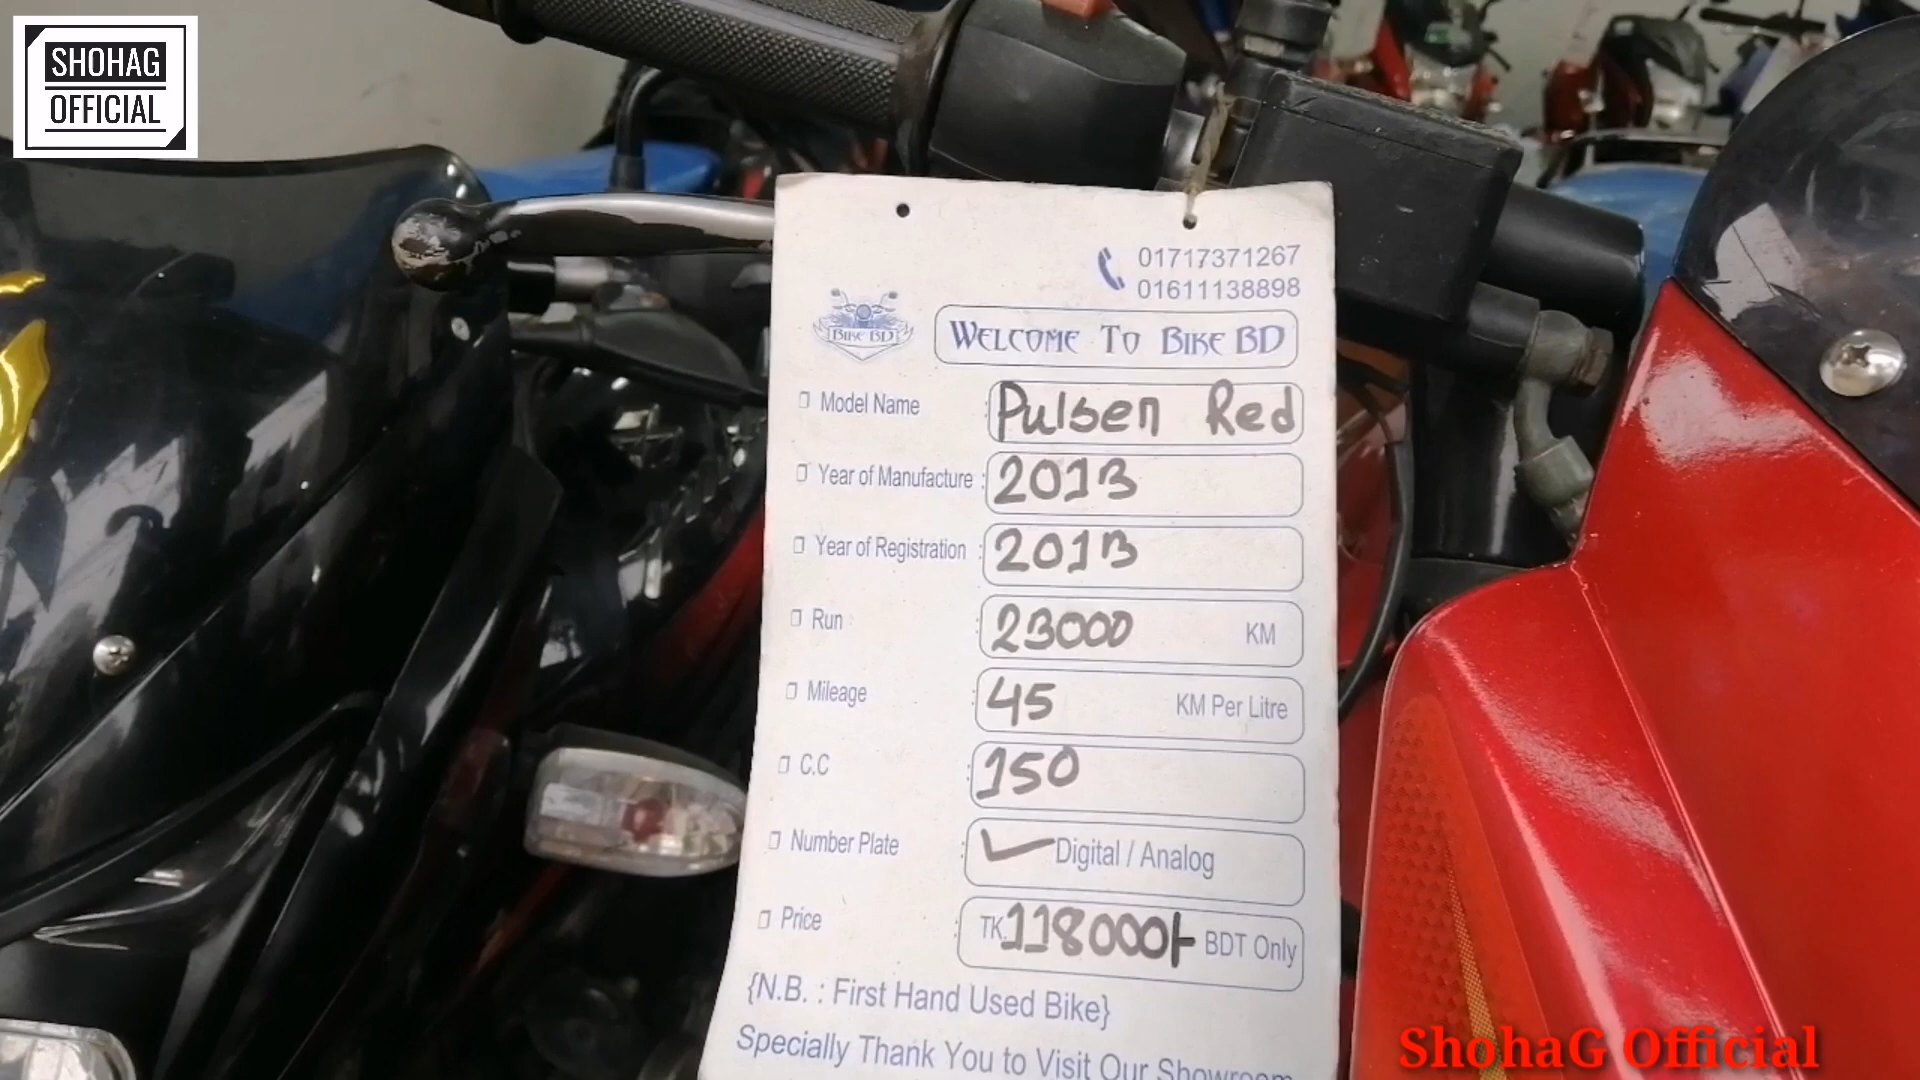 SHOHAG
OFFICIAL
01717371267
01611138898
BIKE BD
WELCOME TO BIKE BD
Model Name : Pulsen Red
Year of Manufacture : 2013
Year of Registration : 2013
Run : 23000 KM
Mileage : 45 KM Per Litre
C.C : 150
Number Plate : ✓ Digital / Analog
Price : TK. 118000/- BDT Only
{N.B. : First Hand Used Bike}
Specially Thank You to Visit Our Showroom
ShohaG Official